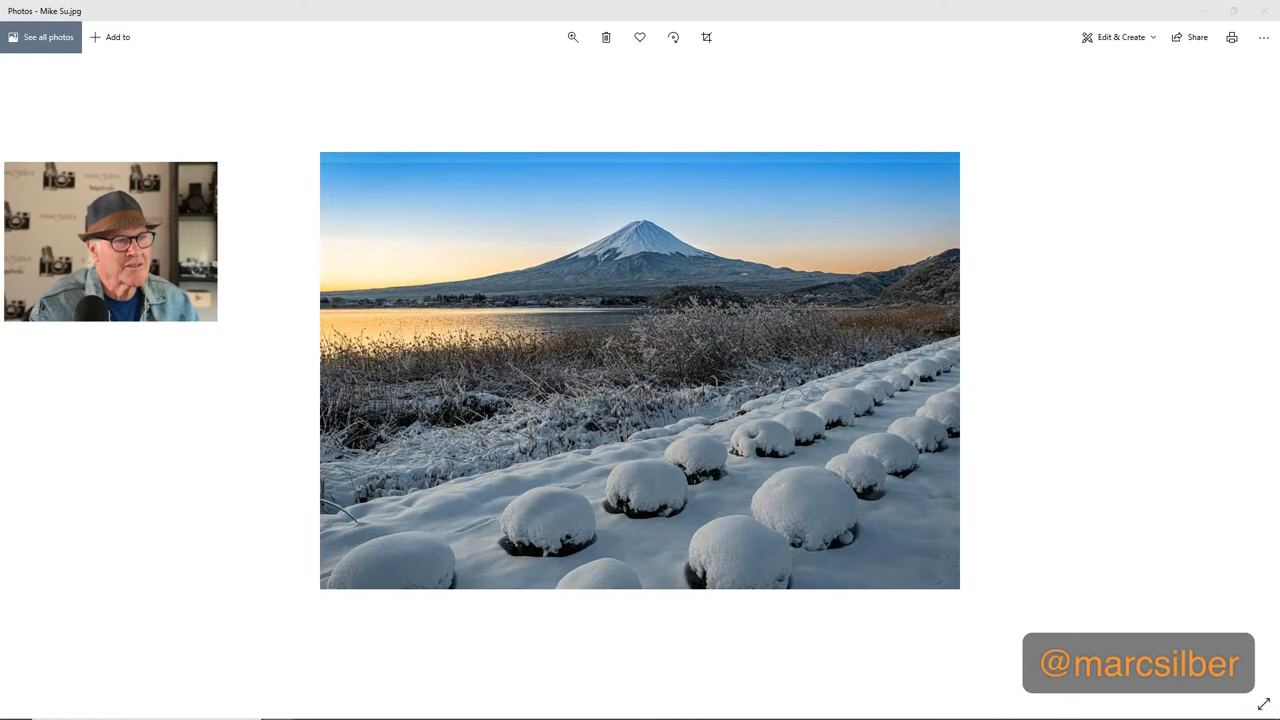 Photos - Mike Su.jpg
See all photos
Add to
Edit & Create
Share
@marcsilber